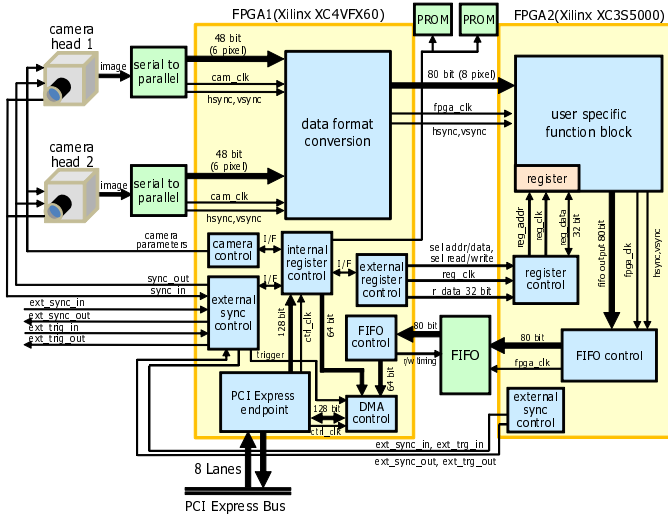 FPGA1(Xilinx XC4VFX60)
PROM
PROM
FPGA2(Xilinx XC3S5000)
camera
head 1
image
serial to
parallel
48 bit
(6 pixel)
cam_clk
hsync,vsync
data format
conversion
80 bit (8 pixel)
fpga_clk
hsync,vsync
user specific
function block
register
camera
head 2
image
serial to
parallel
48 bit
(6 pixel)
cam_clk
hsync,vsync
camera
parameters
camera
control
I/F
internal
register
control
I/F
external
register
control
sel addr/data,
sel read/write
reg_clk
r_data 32 bit
reg_addr
reg_clk
reg_data
32 bit
register
control
fifo output 80bit
fpga_clk
hsync,vsync
sync_out
sync_in
ext_sync_in
ext_sync_out
ext_trg_in
ext_trg_out
external
sync
control
I/F
128 bit
ctrl_clk
64 bit
trigger
FIFO
control
80 bit
r/w timing
64 bit
FIFO
80 bit
fpga_clk
FIFO control
PCI Express
endpoint
128 bit
ctrl_clk
DMA
control
external
sync
control
ext_sync_in, ext_trg_in
ext_sync_out, ext_trg_out
8 Lanes
PCI Express Bus